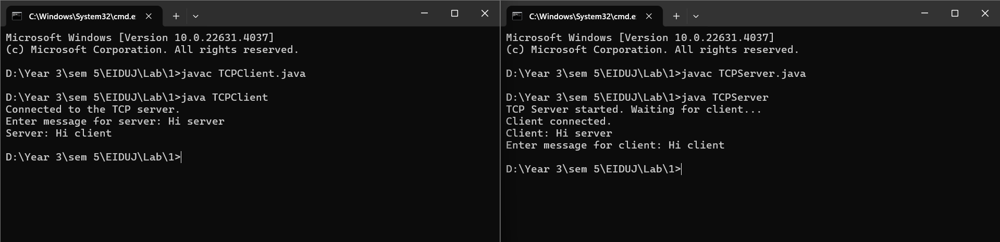 C:\Windows\System32\cmd.e
Microsoft Windows [Version 10.0.22631.4037]
(c) Microsoft Corporation. All rights reserved.
D:\Year 3\sem 5\EIDUJ\Lab\1>javac TCPClient.java
D:\Year 3\sem 5\EIDUJ\Lab\1>java TCPClient
Connected to the TCP server.
Enter message for server: Hi server
Server: Hi client
D:\Year 3\sem 5\EIDUJ\Lab\1>
C:\Windows\System32\cmd.e
Microsoft Windows [Version 10.0.22631.4037]
(c) Microsoft Corporation. All rights reserved.
D:\Year 3\sem 5\EIDUJ\Lab\1>javac TCPServer.java
D:\Year 3\sem 5\EIDUJ\Lab\1>java TCPServer
TCP Server started. Waiting for client...
Client connected.
Client: Hi server
Enter message for client: Hi client
D:\Year 3\sem 5\EIDUJ\Lab\1>